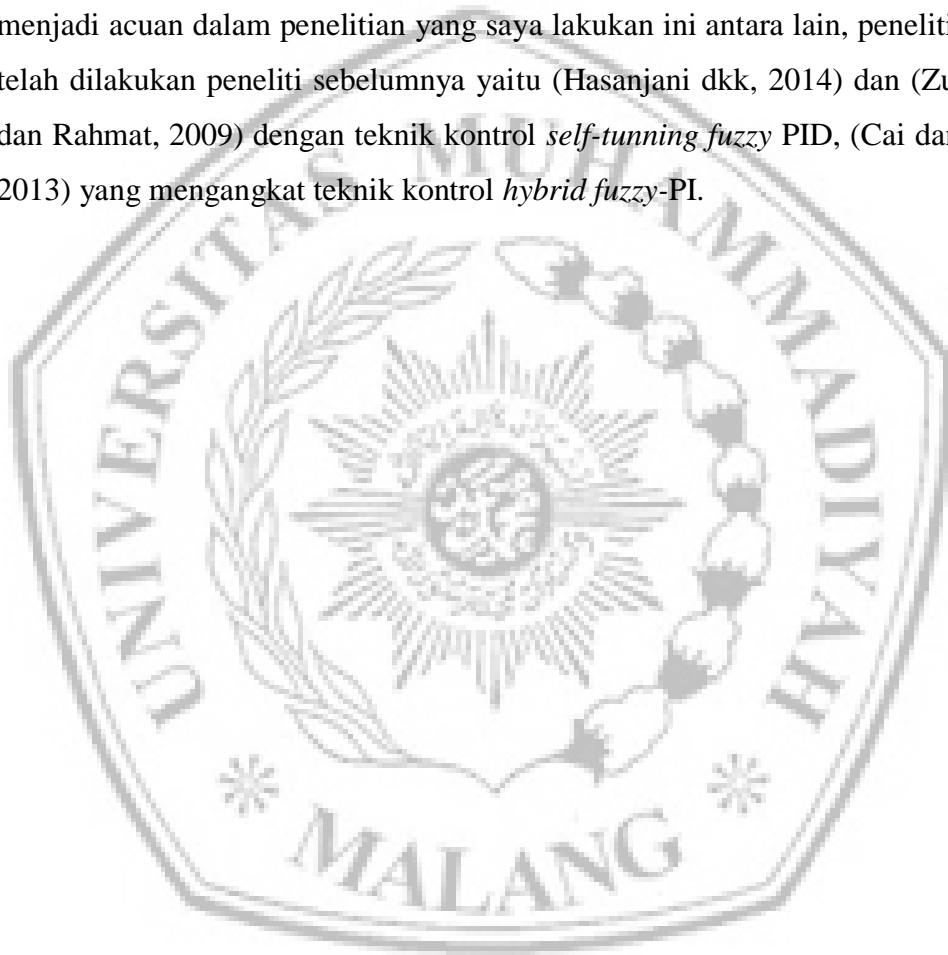 menjadi acuan dalam penelitian yang saya lakukan ini antara lain, peneliti
telah dilakukan peneliti sebelumnya yaitu (Hasanjani dkk, 2014) dan (Zu
dan Rahmat, 2009) dengan teknik kontrol self-tunning fuzzy PID, (Cai dan
2013) yang mengangkat teknik kontrol hybrid fuzzy-PI.
UNIVERSITAS MUHAMMADIYAH
MALANG